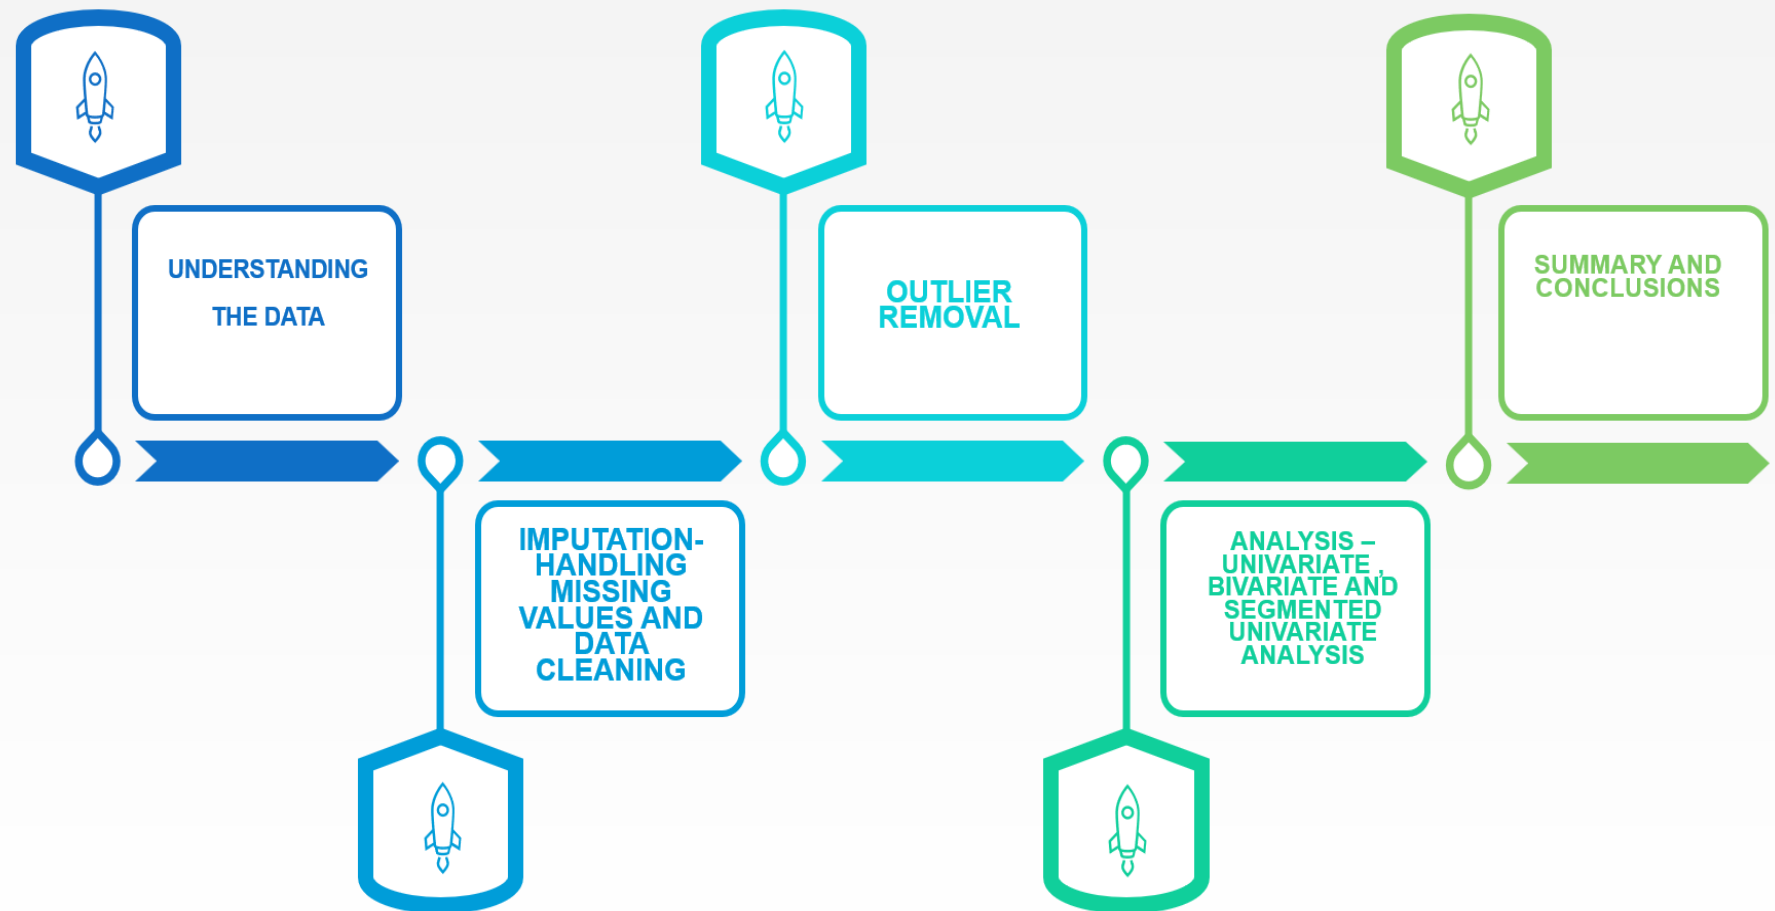 UNDERSTANDING
THE DATA
IMPUTATION-
HANDLING
MISSING
VALUES AND
DATA
CLEANING
OUTLIER
REMOVAL
ANALYSIS –
UNIVARIATE ,
BIVARIATE AND
SEGMENTED
UNIVARIATE
ANALYSIS
SUMMARY AND
CONCLUSIONS